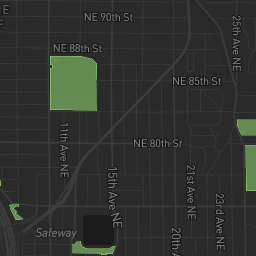 E
NE 90th St
25th Ave NE
NE 88th St
NE 85th St
11th Ave NE
NE 80th St
15th Ave NE
21st Ave NE
23rd Ave NE
Safeway
20th A